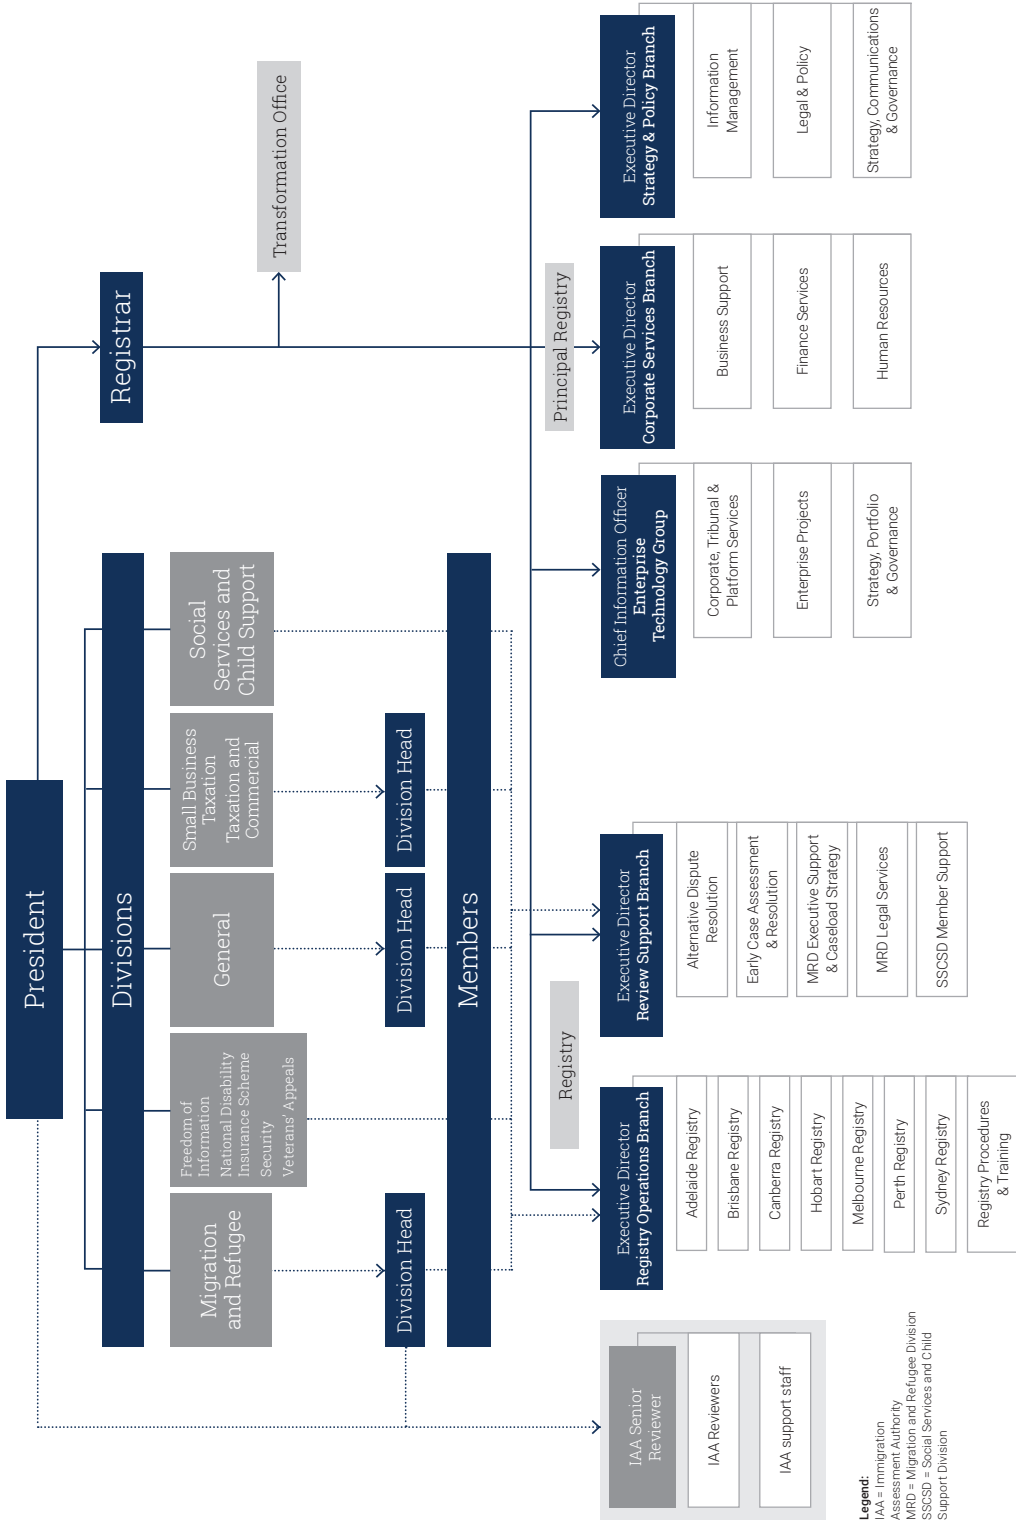 President
Registrar
Transformation Office
Divisions
Migration
and Refugee
Freedom of
Information
National Disability
Insurance Scheme
Security
Veterans' Appeals
General
Small Business
Taxation
Taxation and
Commercial
Social
Services and
Child Support
Division Head
Division Head
Division Head
Members
Registry
Principal Registry
IAA Senior
Reviewer
IAA Reviewers
IAA support staff
Executive Director
Registry Operations Branch
Adelaide Registry
Brisbane Registry
Canberra Registry
Hobart Registry
Melbourne Registry
Perth Registry
Sydney Registry
Registry Procedures
& Training
Executive Director
Review Support Branch
Alternative Dispute
Resolution
Early Case Assessment
& Resolution
MRD Executive Support
& Caseload Strategy
MRD Legal Services
SSCSD Member Support
Chief Information Officer
Enterprise
Technology Group
Corporate, Tribunal &
Platform Services
Enterprise Projects
Strategy, Portfolio
& Governance
Executive Director
Corporate Services Branch
Business Support
Finance Services
Human Resources
Executive Director
Strategy & Policy Branch
Information
Management
Legal & Policy
Strategy, Communications
& Governance
Legend:
IAA = Immigration
Assessment Authority
MRD = Migration and Refugee Division
SSCSD = Social Services and Child
Support Division